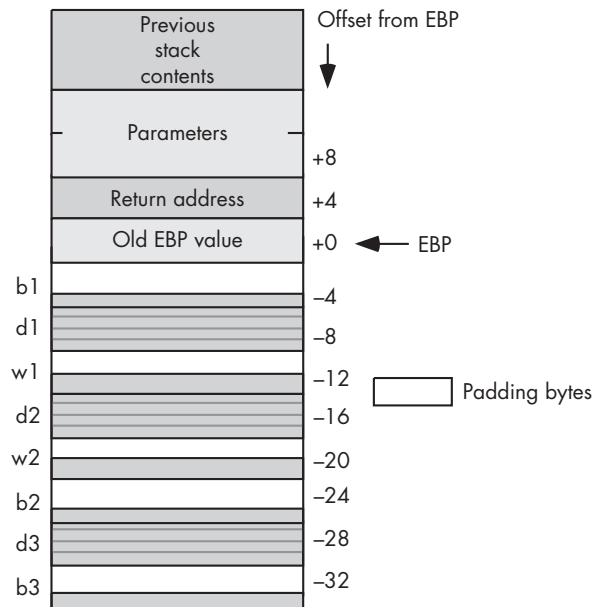 Previous
stack
contents
Offset from EBP
Parameters
+8
Return address
+4
Old EBP value
+0
EBP
b1
–4
d1
–8
w1
–12
Padding bytes
d2
–16
w2
–20
b2
–24
d3
–28
b3
–32